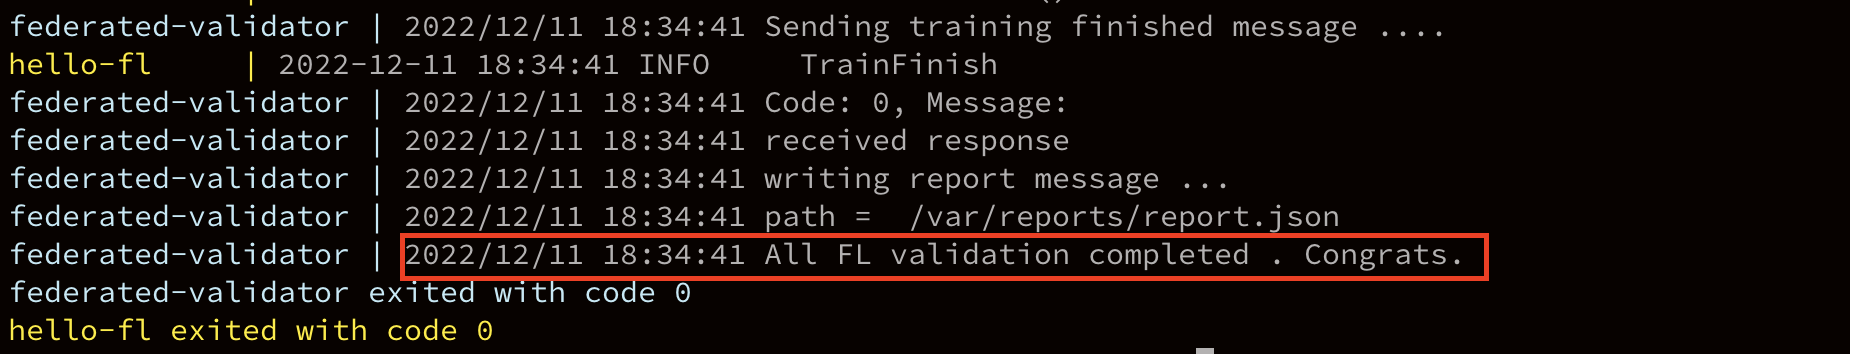 federated-validator | 2022/12/11 18:34:41 Sending training finished message ....
hello-fl     | 2022-12-11 18:34:41 INFO     TrainFinish
federated-validator | 2022/12/11 18:34:41 Code: 0, Message:
federated-validator | 2022/12/11 18:34:41 received response
federated-validator | 2022/12/11 18:34:41 writing report message ...
federated-validator | 2022/12/11 18:34:41 path =  /var/reports/report.json
federated-validator | 2022/12/11 18:34:41 All FL validation completed . Congrats.
federated-validator exited with code 0
hello-fl exited with code 0